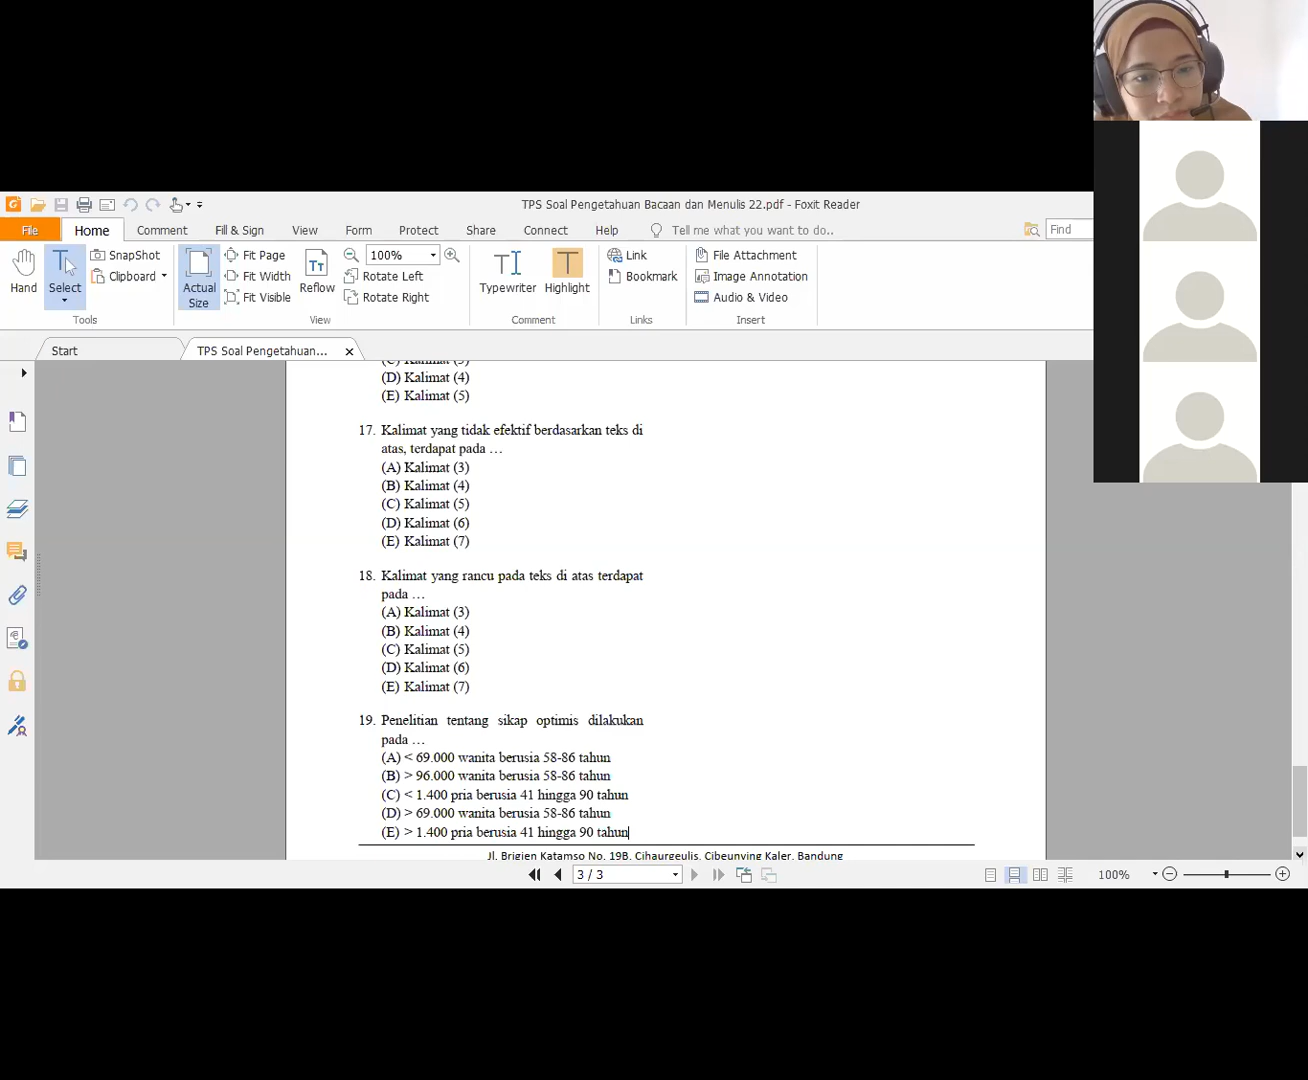 TPS Soal Pengetahuan Bacaan dan Menulis 22.pdf - Foxit Reader
File Home Comment Fill & Sign View Form Protect Share Connect Help Tell me what you want to do.. Find
Hand
Select
SnapShot
Clipboard
Tools
Actual Size
Fit Page
Fit Width
Fit Visible
Reflow
100%
Rotate Left
Rotate Right
View
Typewriter
Highlight
Comment
Link
Bookmark
Links
File Attachment
Image Annotation
Audio & Video
Insert
Start
TPS Soal Pengetahuan...
(D) Kalimat (4)
(E) Kalimat (5)
17. Kalimat yang tidak efektif berdasarkan teks di
atas, terdapat pada …
(A) Kalimat (3)
(B) Kalimat (4)
(C) Kalimat (5)
(D) Kalimat (6)
(E) Kalimat (7)
18. Kalimat yang rancu pada teks di atas terdapat
pada …
(A) Kalimat (3)
(B) Kalimat (4)
(C) Kalimat (5)
(D) Kalimat (6)
(E) Kalimat (7)
19. Penelitian tentang sikap optimis dilakukan
pada …
(A) < 69.000 wanita berusia 58-86 tahun
(B) > 96.000 wanita berusia 58-86 tahun
(C) < 1.400 pria berusia 41 hingga 90 tahun
(D) > 69.000 wanita berusia 58-86 tahun
(E) > 1.400 pria berusia 41 hingga 90 tahun
Jl. Brigjen Katamso No. 19B, Cihaurgeulis, Cibeunying Kaler, Bandung
3 / 3
100%